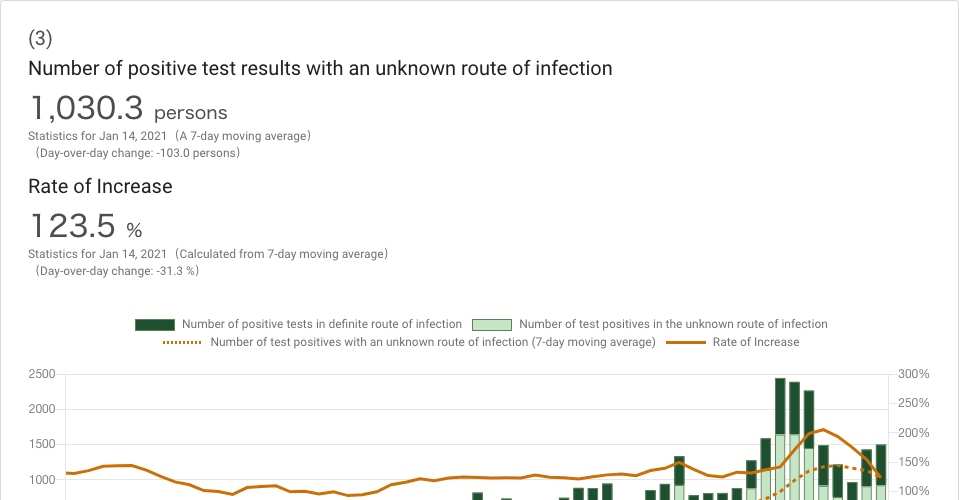 (3)
Number of positive test results with an unknown route of infection
1,030.3 persons
Statistics for Jan 14, 2021 (A 7-day moving average)
(Day-over-day change: -103.0 persons)
Rate of Increase
123.5 %
Statistics for Jan 14, 2021 (Calculated from 7-day moving average)
(Day-over-day change: -31.3 %)
Number of positive tests in definite route of infection Number of test positives in the unknown route of infection
Number of test positives with an unknown route of infection (7-day moving average) Rate of Increase
2500 300%
250%
2000
200%
1500
150%
1000
100%